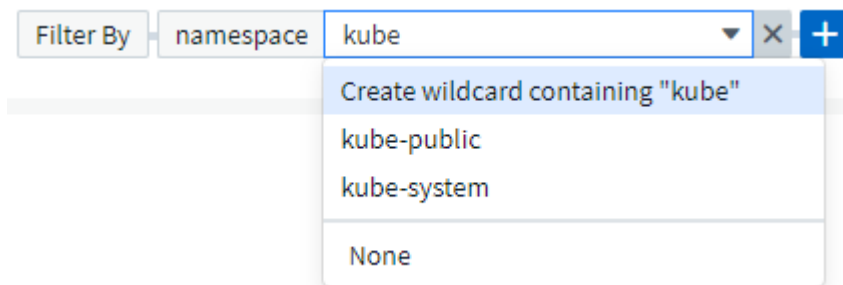 Filter By namespace kube
Create wildcard containing "kube"
kube-public
kube-system
None